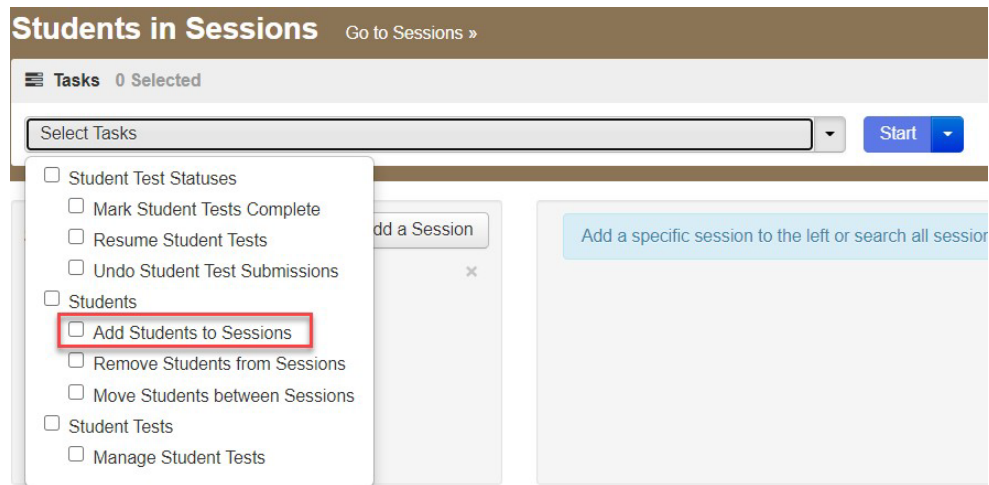 Students in Sessions Go to Sessions »
Tasks 0 Selected
Select Tasks Start
Student Test Statuses
Mark Student Tests Complete
Resume Student Tests
Undo Student Test Submissions
Students
Add Students to Sessions
Remove Students from Sessions
Move Students between Sessions
Student Tests
Manage Student Tests
a Session
Add a specific session to the left or search all